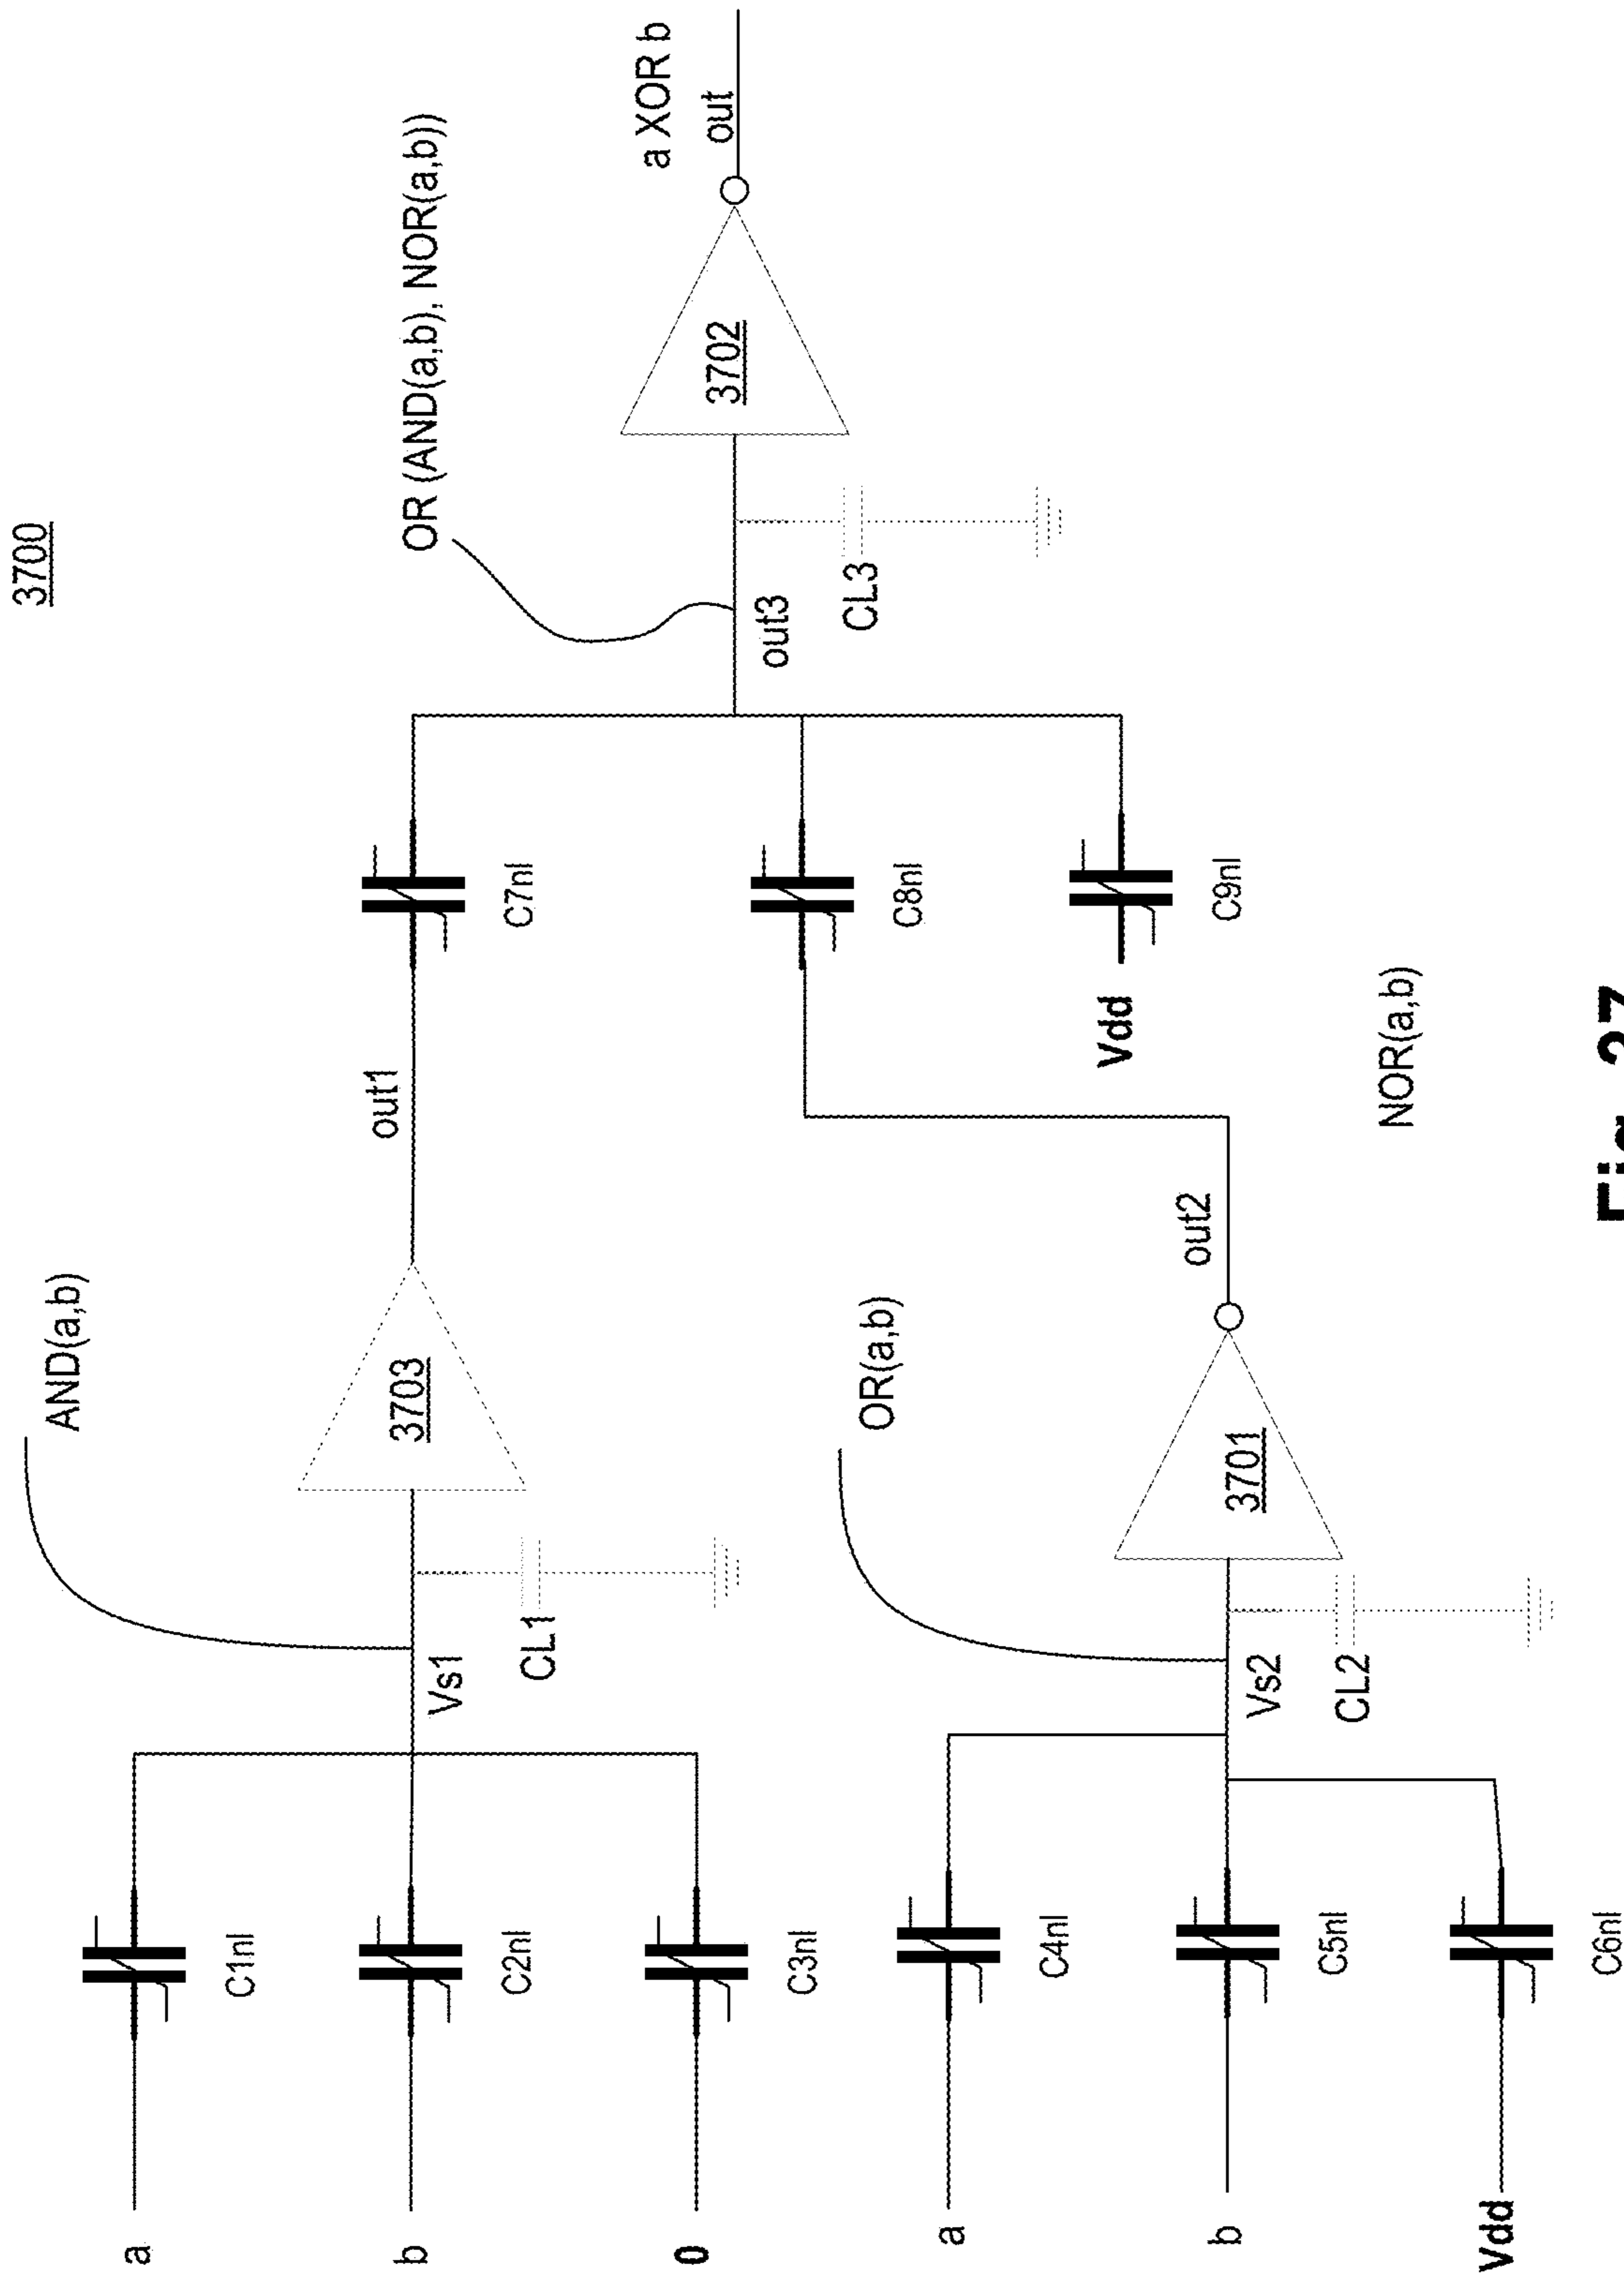 3700
AND(a,b)
a
C1nl
b
C2nl
0
C3nl
Vs1
CL1
3703
out1
C7nl
OR (AND(a,b), NOR(a,b))
out3
CL3
3702
a XOR b
out
OR(a,b)
a
C4nl
b
C5nl
Vdd
C6nl
Vs2
CL2
3701
out2
C8nl
Vdd
C9nl
NOR(a,b)